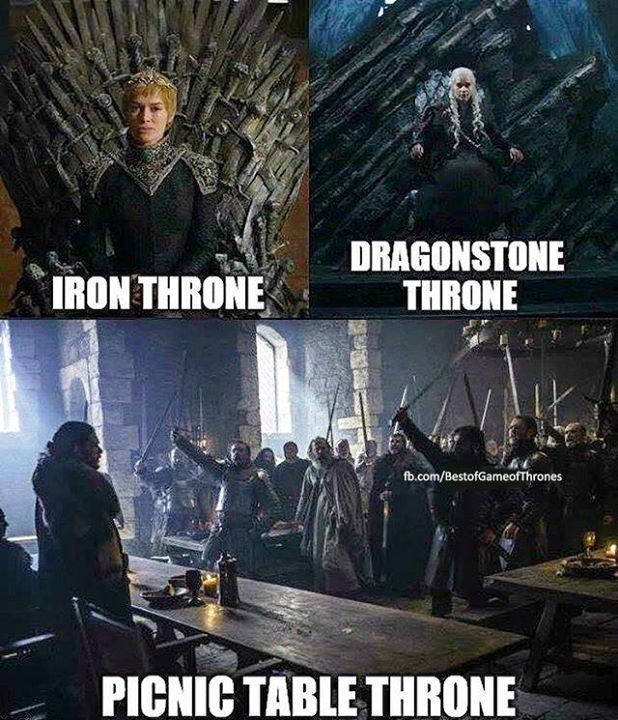 IRON THRONE
DRAGONSTONE
THRONE
fb.com/BestofGameofThrones
PICNIC TABLE THRONE